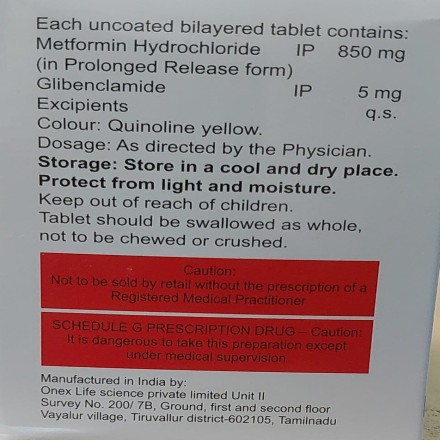 Each uncoated bilayered tablet contains:
Metformin Hydrochloride IP 850 mg
(in Prolonged Release form)
Glibenclamide IP 5 mg
Excipients q.s.
Colour: Quinoline yellow.
Dosage: As directed by the Physician.
Storage: Store in a cool and dry place.
Protect from light and moisture.
Keep out of reach of children.
Tablet should be swallowed as whole,
not to be chewed or crushed.
Caution:
Not to be sold by retail without the prescription of a
Registered Medical Practitioner
SCHEDULE G PRESCRIPTION DRUG – Caution:
It is dangerous to take this preparation except
under medical supervision
Manufactured in India by:
Onex Life science private limited Unit II
Survey No. 200/ 7B, Ground, first and second floor
Vayalur village, Tiruvallur district-602105, Tamilnadu